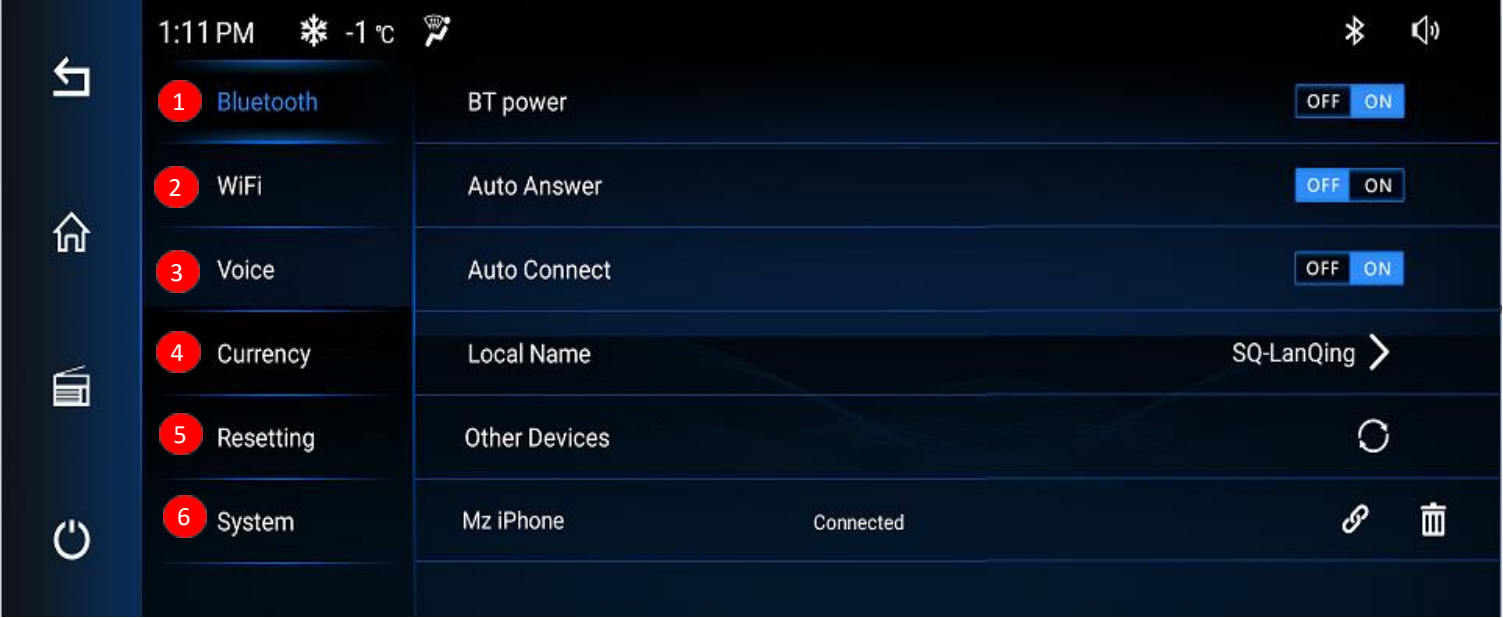 1:11 PM -1 °C
1 Bluetooth BT power OFF ON
2 WiFi Auto Answer OFF ON
3 Voice Auto Connect OFF ON
4 Currency Local Name SQ-LanQing
5 Resetting Other Devices
6 System Mz iPhone Connected